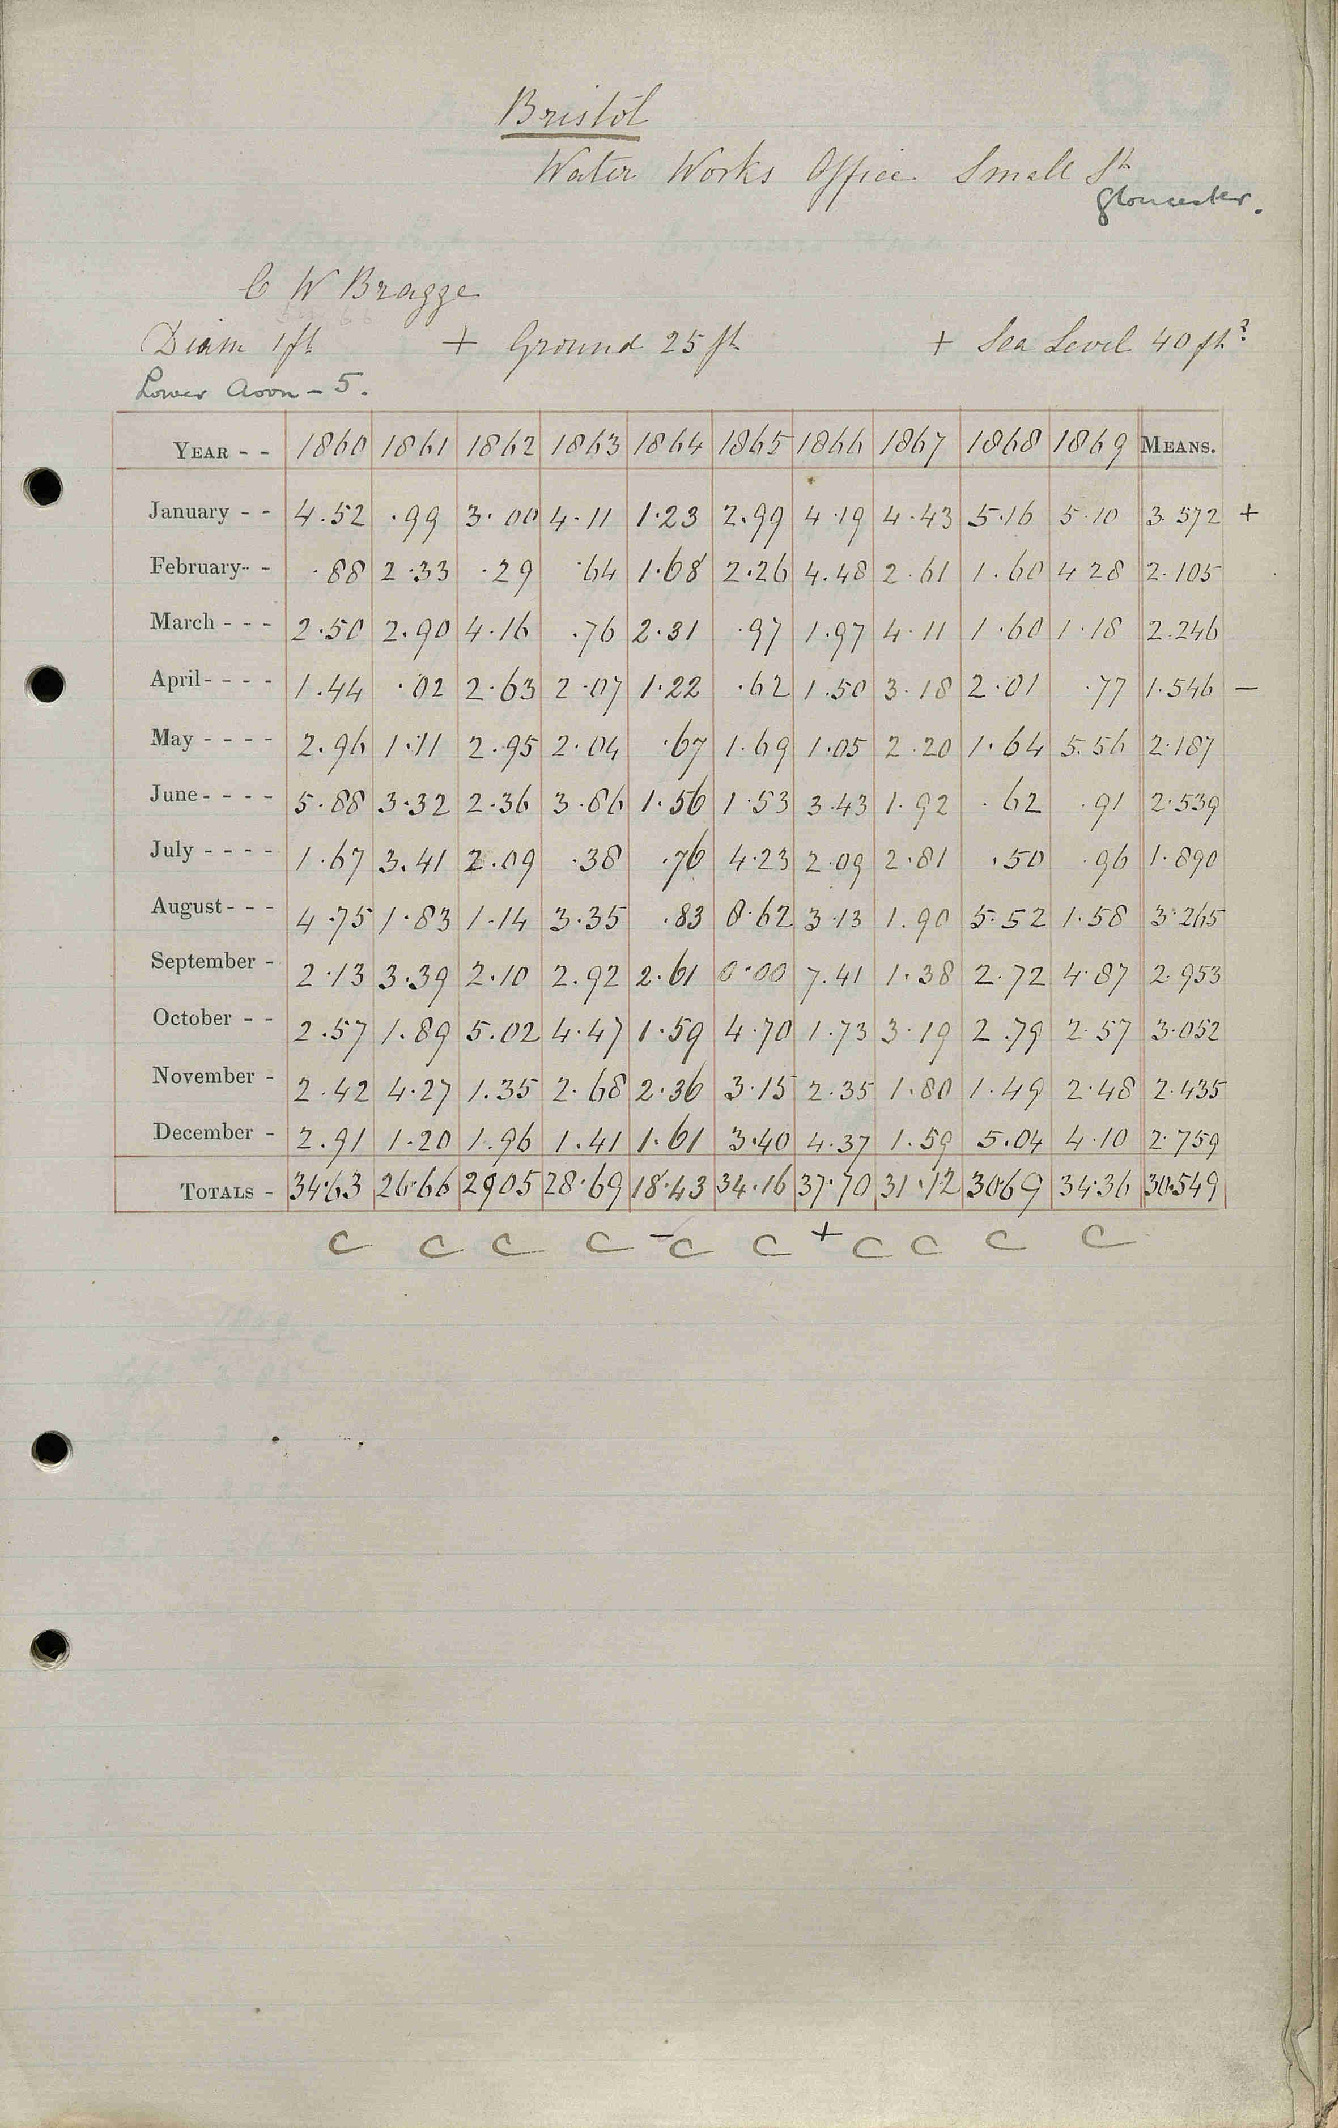 Bristol
Water Works Office Small St
Gloucester.
C W Bragge
Diam 1ft + Ground 25 ft + Sea Level 40 ft?
Lower Avon - 5.
YEAR - - 1860 1861 1862 1863 1864 1865 1866 1867 1868 1869 MEANS.
January - - 4.52 .99 3.00 4.11 1.23 2.99 4.19 4.43 5.16 5.10 3.572 +
February - - .88 2.33 .29 .64 1.68 2.26 4.48 2.61 1.60 4.28 2.105
March - - - 2.50 2.90 4.16 .76 2.31 .97 1.97 4.11 1.60 1.18 2.246
April - - - - 1.44 .02 2.63 2.07 1.22 .62 1.50 3.18 2.01 .77 1.546 —
May - - - - 2.96 1.11 2.95 2.04 .67 1.69 1.05 2.20 1.64 5.56 2.187
June - - - - 5.88 3.32 2.36 3.86 1.56 1.53 3.43 1.92 .62 .91 2.539
July - - - - 1.67 3.41 2.09 .38 .76 4.23 2.09 2.81 .50 .96 1.890
August - - - 4.75 1.83 1.14 3.35 .83 8.62 3.13 1.90 5.52 1.58 3.265
September - 2.13 3.39 2.10 2.92 2.61 0.00 7.41 1.38 2.72 4.87 2.953
October - - 2.57 1.89 5.02 4.47 1.59 4.70 1.73 3.19 2.79 2.57 3.052
November - 2.42 4.27 1.35 2.68 2.36 3.15 2.35 1.80 1.49 2.48 2.435
December - 2.91 1.20 1.96 1.41 1.61 3.40 4.37 1.59 5.04 4.10 2.759
TOTALS - 34.63 26.66 29.05 28.69 18.43 34.16 37.70 31.12 30.69 34.36 30.549
C C C C — C C + C C C C